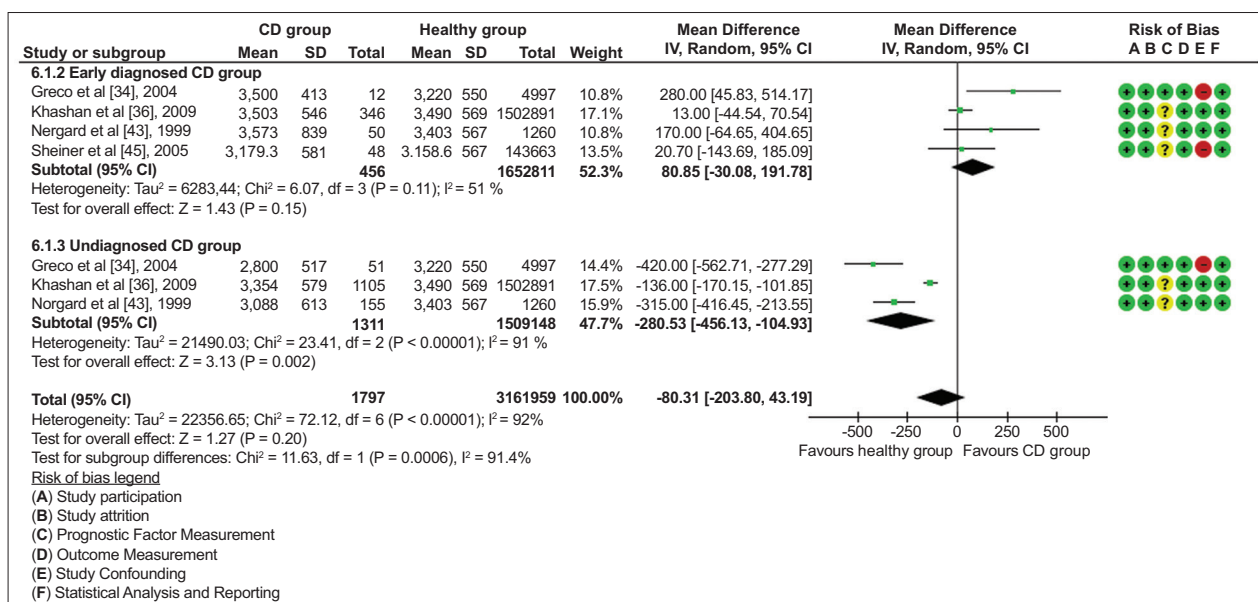 CD group Healthy group Mean Difference Mean Difference Risk of Bias
Study or subgroup Mean SD Total Mean SD Total Weight IV, Random, 95% CI IV, Random, 95% CI A B C D E F
6.1.2 Early diagnosed CD group
Greco et al [34], 2004 3,500 413 12 3,220 550 4997 10.8% 280.00 [45.83, 514.17] + + + + - +
Khashan et al [36], 2009 3,503 546 346 3,490 569 1502891 17.1% 13.00 [-44.54, 70.54] + + ? + + +
Nergard et al [43], 1999 3,573 839 50 3,403 567 1260 10.8% 170.00 [-64.65, 404.65] + + ? + + +
Sheiner et al [45], 2005 3,179.3 581 48 3.158.6 567 143663 13.5% 20.70 [-143.69, 185.09] + + ? + - +
Subtotal (95% CI) 456 1652811 52.3% 80.85 [-30.08, 191.78]
Heterogeneity: Tau² = 6283,44; Chi² = 6.07, df = 3 (P = 0.11); I² = 51 %
Test for overall effect: Z = 1.43 (P = 0.15)
6.1.3 Undiagnosed CD group
Greco et al [34], 2004 2,800 517 51 3,220 550 4997 14.4% -420.00 [-562.71, -277.29] + + + + - +
Khashan et al [36], 2009 3,354 579 1105 3,490 569 1502891 17.5% -136.00 [-170.15, -101.85] + + ? + + +
Norgard et al [43], 1999 3,088 613 155 3,403 567 1260 15.9% -315.00 [-416.45, -213.55] + + ? + + +
Subtotal (95% CI) 1311 1509148 47.7% -280.53 [-456.13, -104.93]
Heterogeneity: Tau² = 21490.03; Chi² = 23.41, df = 2 (P < 0.00001); I² = 91 %
Test for overall effect: Z = 3.13 (P = 0.002)
Total (95% CI) 1797 3161959 100.00% -80.31 [-203.80, 43.19]
Heterogeneity: Tau² = 22356.65; Chi² = 72.12, df = 6 (P < 0.00001); I² = 92%
Test for overall effect: Z = 1.27 (P = 0.20)
Test for subgroup differences: Chi² = 11.63, df = 1 (P = 0.0006), I² = 91.4%
-500 -250 0 250 500
Favours healthy group Favours CD group
Risk of bias legend
(A) Study participation
(B) Study attrition
(C) Prognostic Factor Measurement
(D) Outcome Measurement
(E) Study Confounding
(F) Statistical Analysis and Reporting